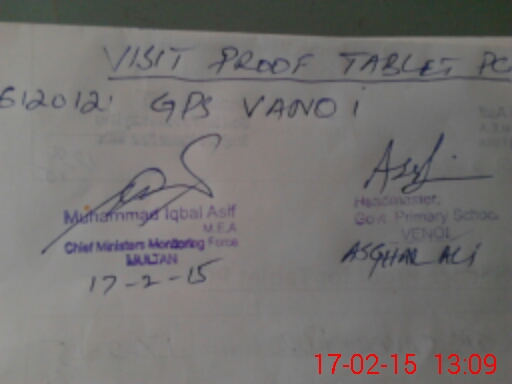 VISIT PROOF TABLET PC
612012 GPS VANOI
Muhammad Iqbal Asif
M.E.A
Chief Ministers Monitoring Force
MULTAN
17-2-15
Headmaster,
Govt Primary School
VENOI
ASGHAR ALI
17-02-15 13:09